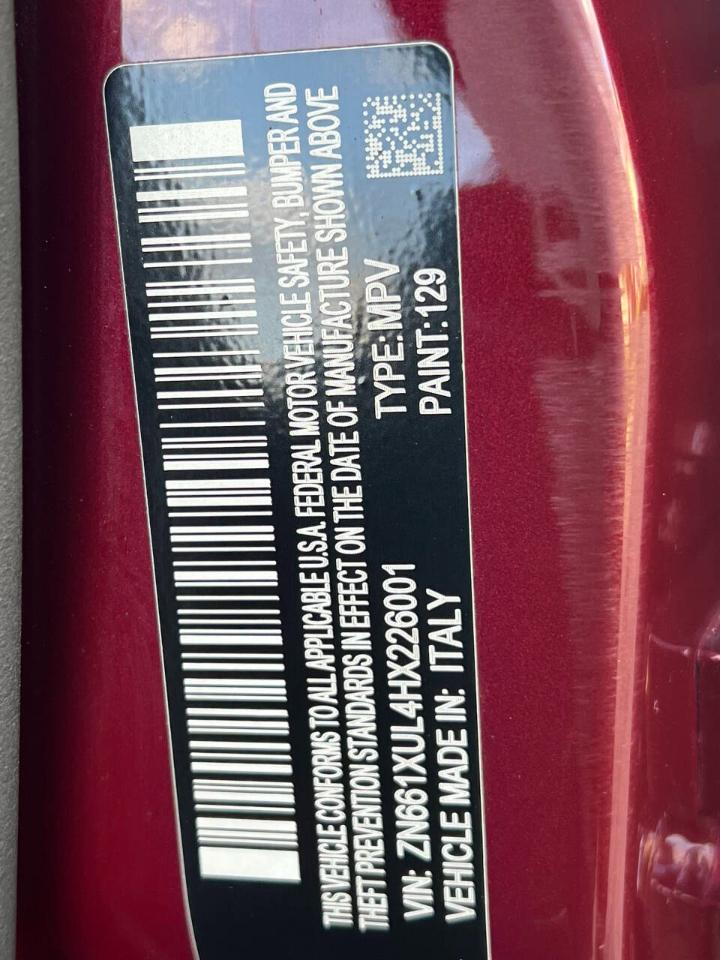 THIS VEHICLE CONFORMS TO ALL APPLICABLE U.S.A. FEDERAL MOTOR VEHICLE SAFETY, BUMPER AND
THEFT PREVENTION STANDARDS IN EFFECT ON THE DATE OF MANUFACTURE SHOWN ABOVE
VIN: ZN661XUL4HX226001 TYPE: MPV
VEHICLE MADE IN: ITALY PAINT: 129